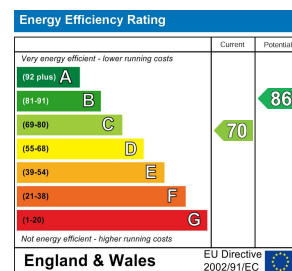 Energy Efficiency Rating
Current Potential
Very energy efficient - lower running costs
(92 plus) A
(81-91) B
(69-80) C
(55-68) D
(39-54) E
(21-38) F
(1-20) G
70
86
Not energy efficient - higher running costs
England & Wales
EU Directive
2002/91/EC